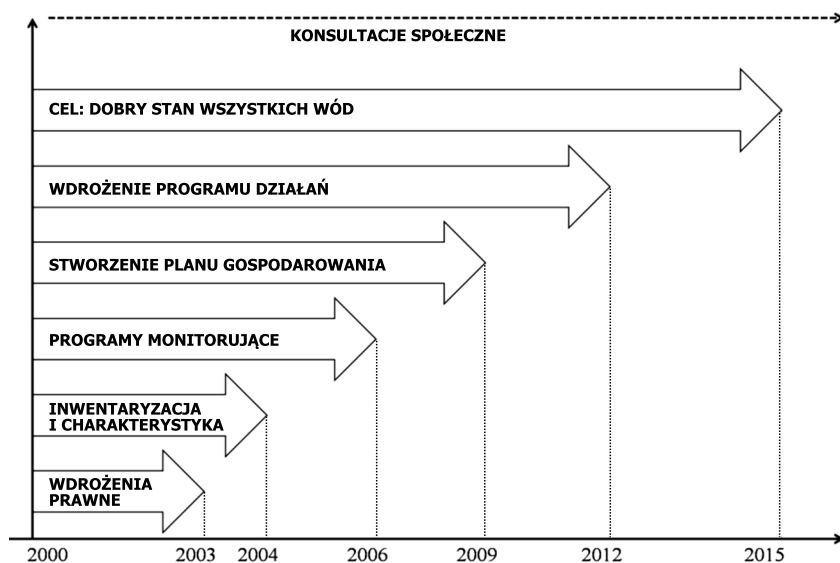 KONSULTACJE SPOŁECZNE
CEL: DOBRY STAN WSZYSTKICH WÓD
WDROŻENIE PROGRAMU DZIAŁAŃ
STWORZENIE PLANU GOSPODAROWANIA
PROGRAMY MONITORUJĄCE
INWENTARYZACJA
I CHARAKTERYSTYKA
WDROŻENIA
PRAWNE
2000 2003 2004 2006 2009 2012 2015